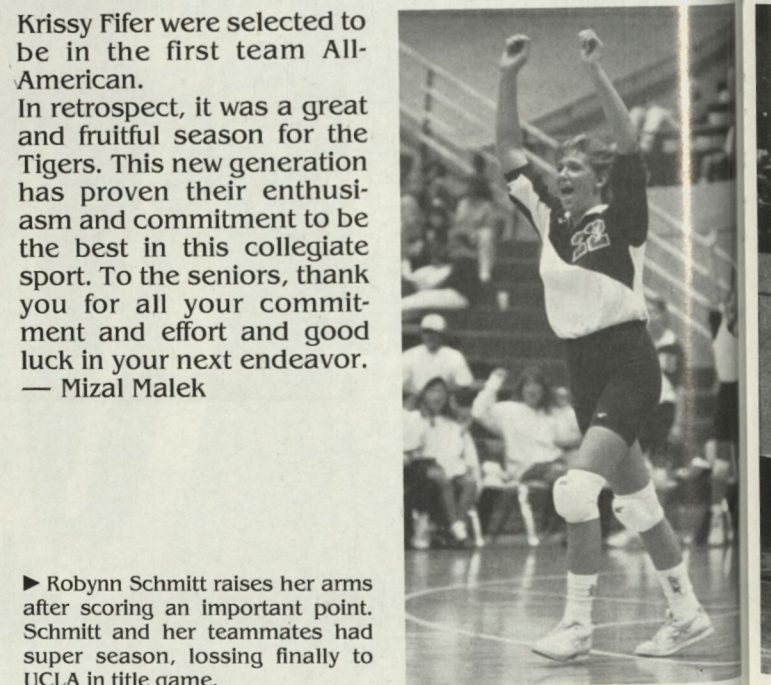 Krissy Fifer were selected to
be in the first team All-
American.
In retrospect, it was a great
and fruitful season for the
Tigers. This new generation
has proven their enthusi-
asm and commitment to be
the best in this collegiate
sport. To the seniors, thank
you for all your commit-
ment and effort and good
luck in your next endeavor.
— Mizal Malek
▶ Robynn Schmitt raises her arms
after scoring an important point.
Schmitt and her teammates had
super season, lossing finally to
UCLA in title game.
32